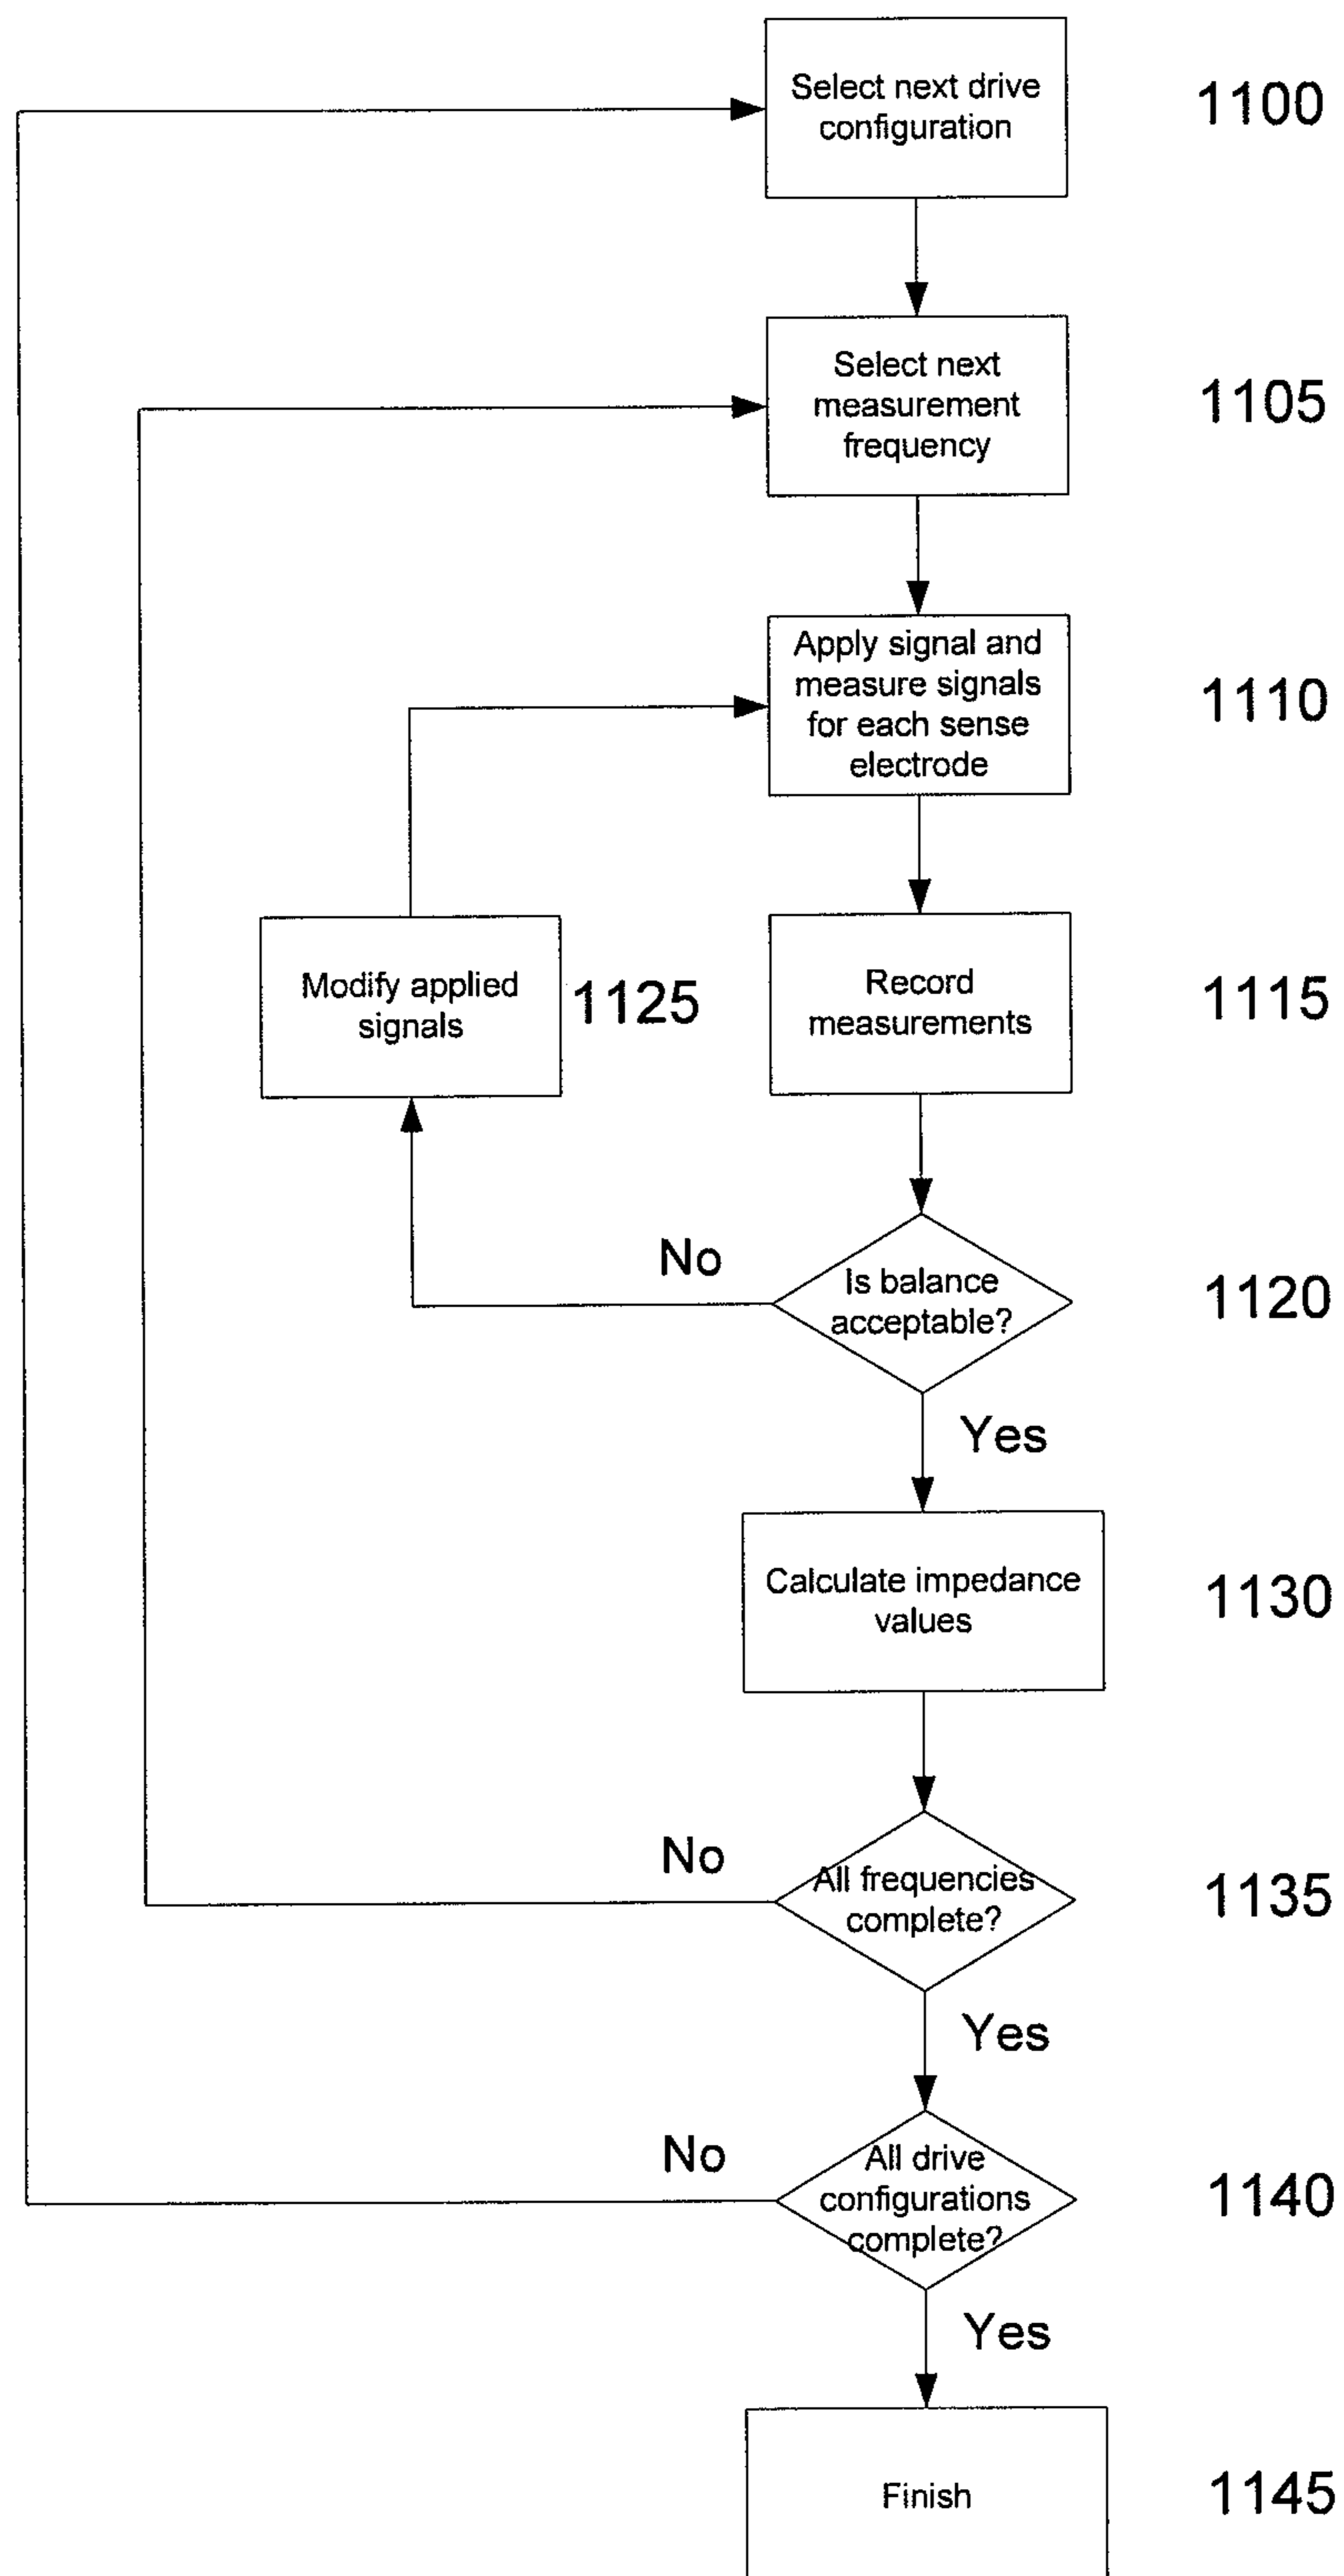 Select next drive
configuration
1100
Select next
measurement
frequency
1105
Apply signal and
measure signals
for each sense
electrode
1110
Modify applied
signals
1125
Record
measurements
1115
No
Is balance
acceptable?
1120
Yes
Calculate impedance
values
1130
No
All frequencies
complete?
1135
Yes
No
All drive
configurations
complete?
1140
Yes
Finish
1145